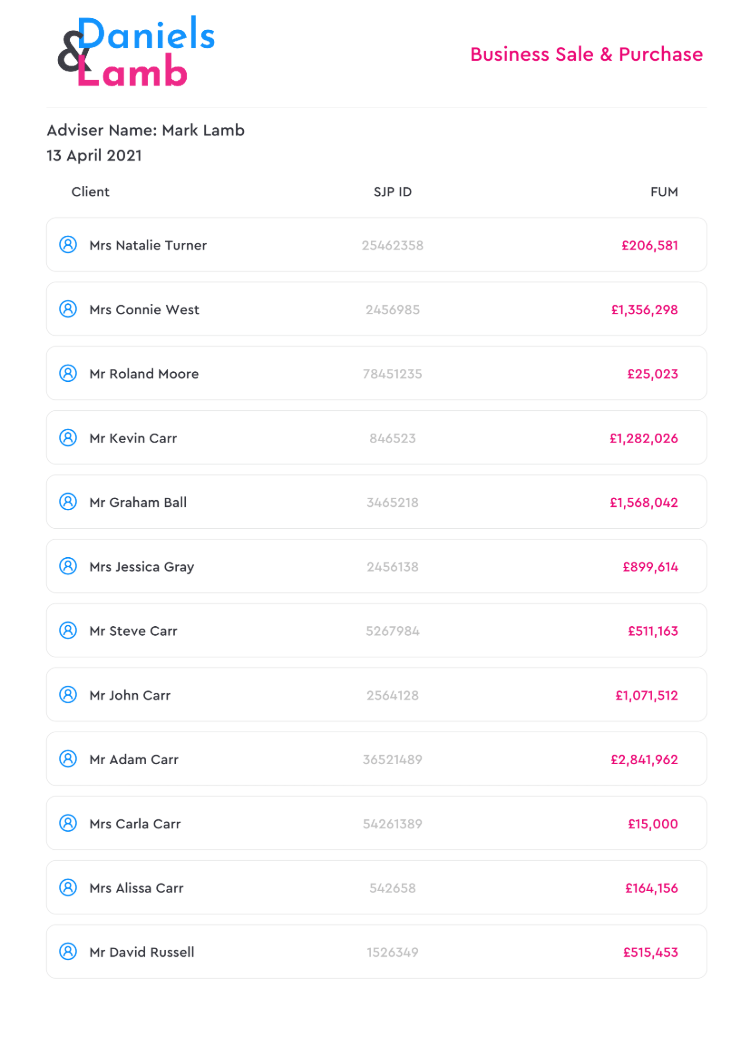 Daniels
& Lamb
Business Sale & Purchase
Adviser Name: Mark Lamb
13 April 2021
Client SJP ID FUM
Mrs Natalie Turner 25462358 £206,581
Mrs Connie West 2456985 £1,356,298
Mr Roland Moore 78451235 £25,023
Mr Kevin Carr 846523 £1,282,026
Mr Graham Ball 3465218 £1,568,042
Mrs Jessica Gray 2456138 £899,614
Mr Steve Carr 5267984 £511,163
Mr John Carr 2564128 £1,071,512
Mr Adam Carr 36521489 £2,841,962
Mrs Carla Carr 54261389 £15,000
Mrs Alissa Carr 542658 £164,156
Mr David Russell 1526349 £515,453